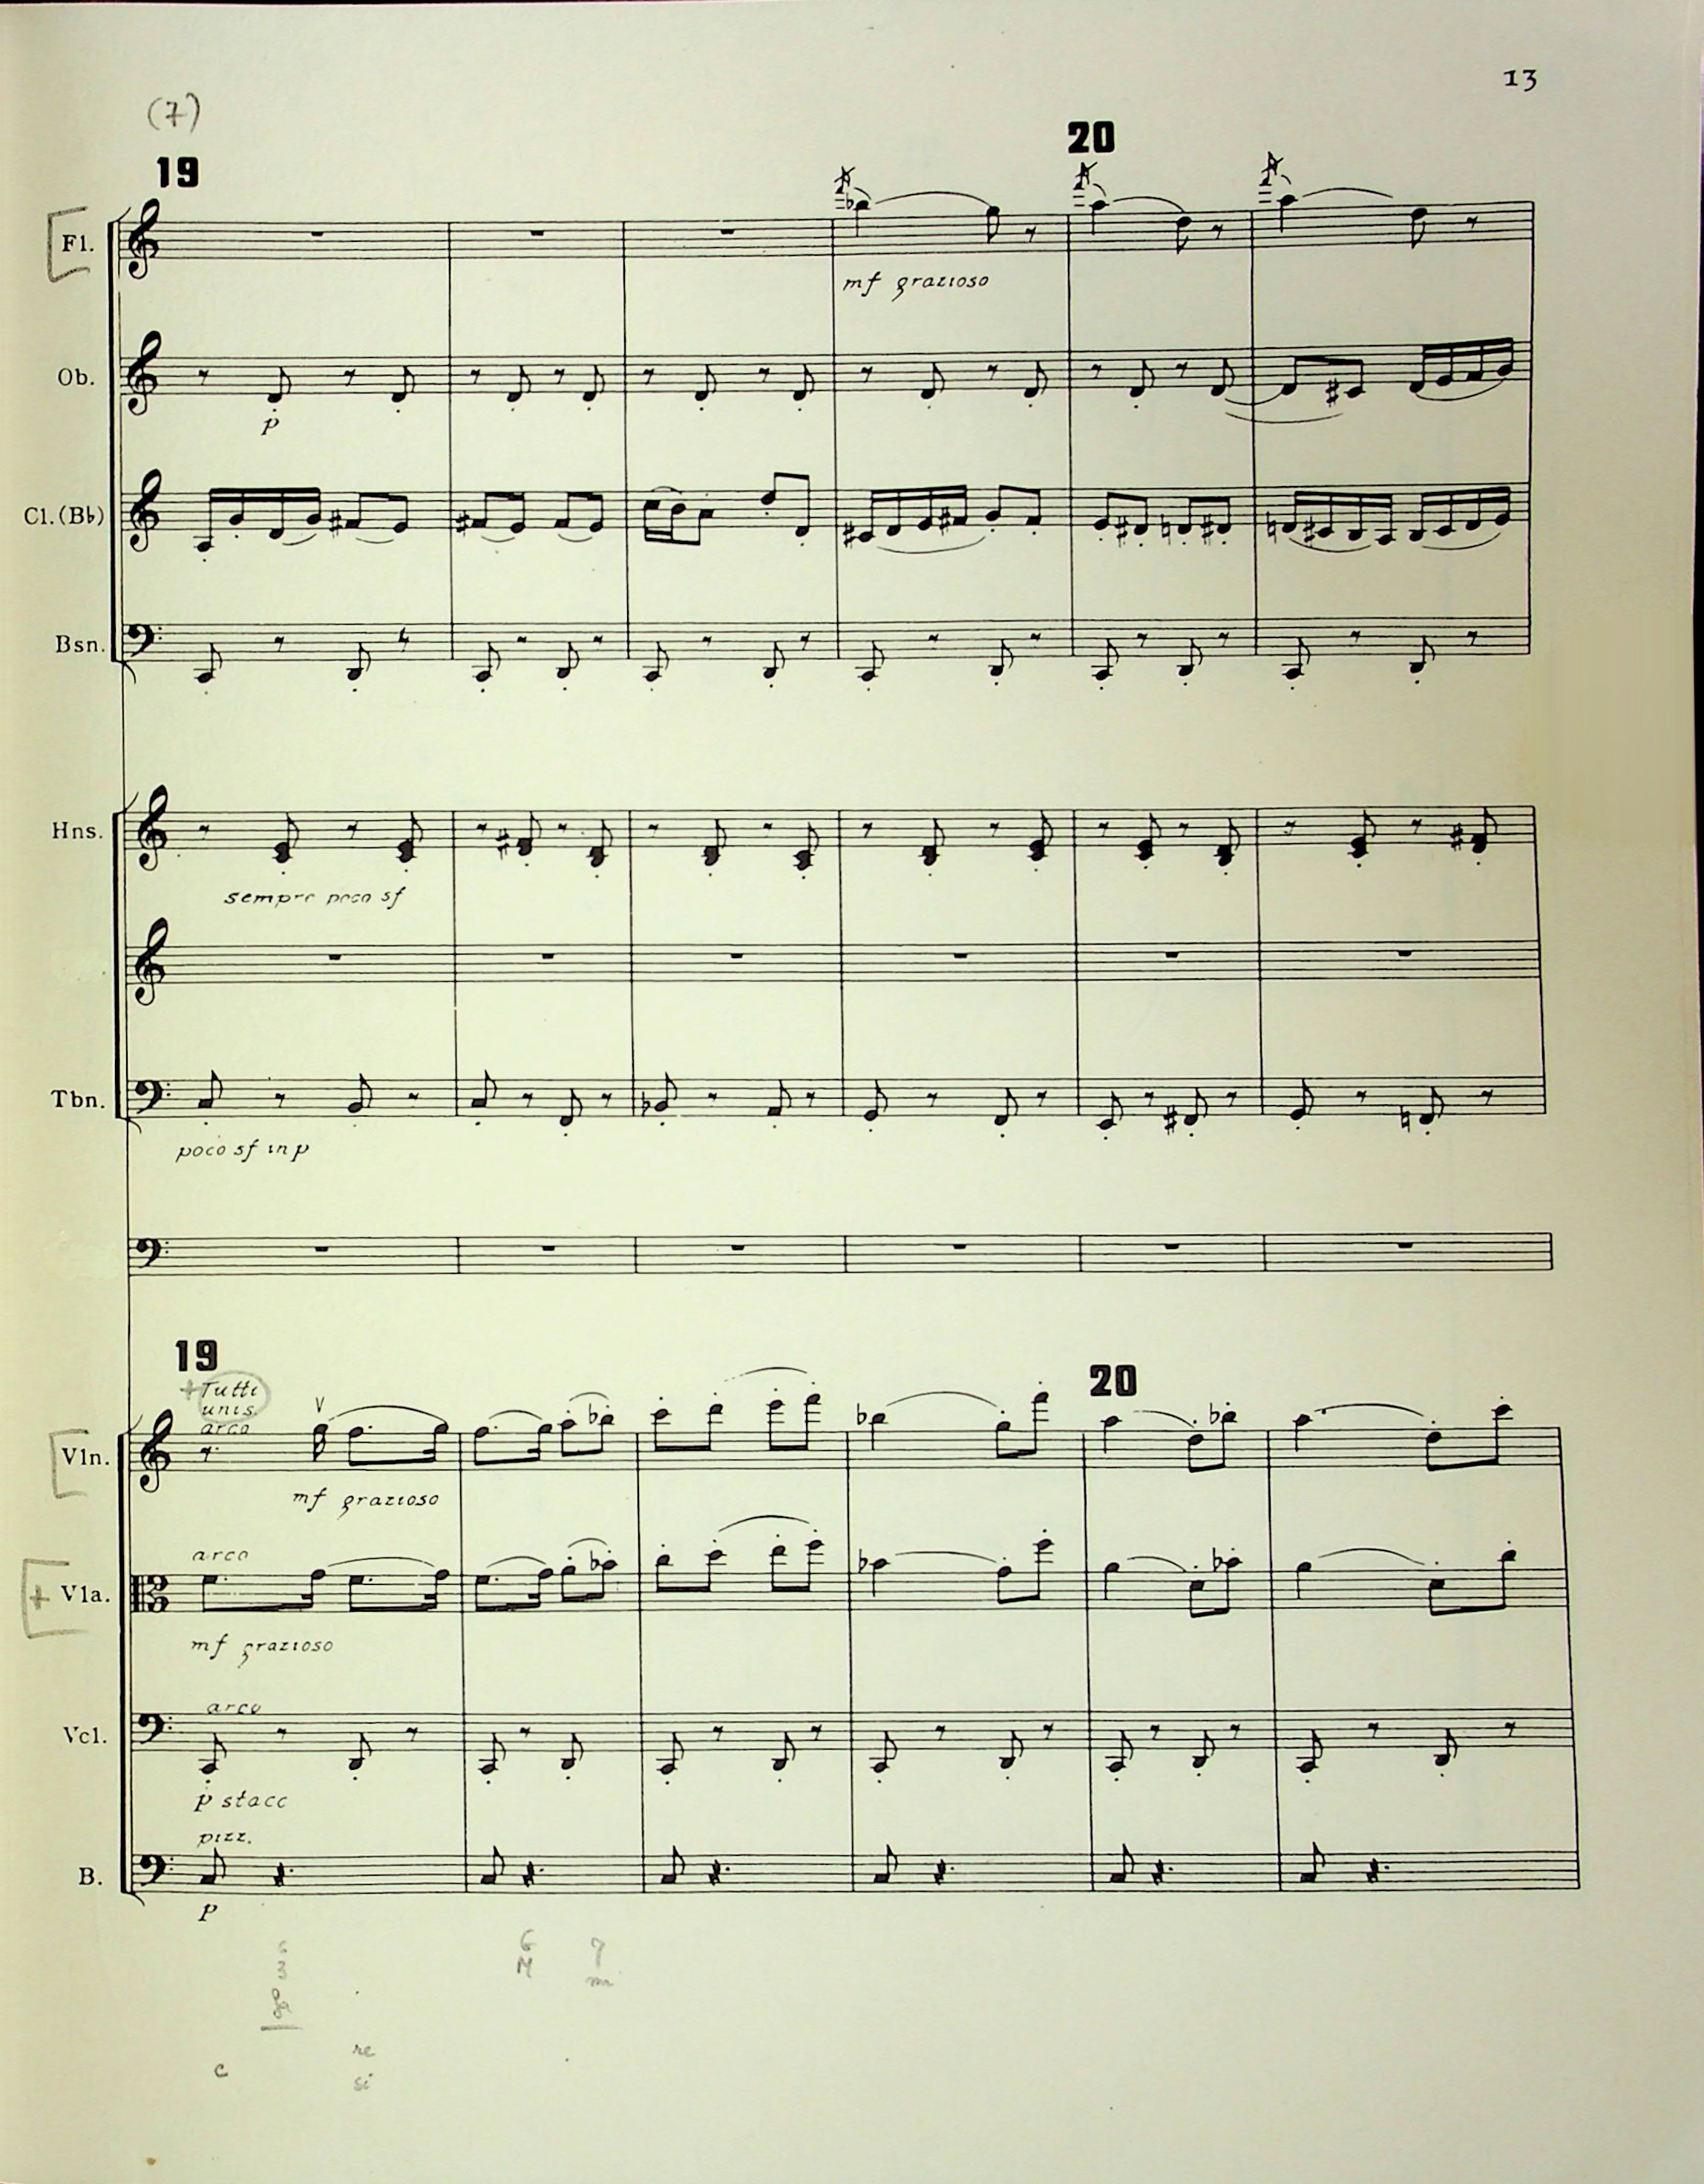 13
(7)
19
20
Fl.
mf grazioso
Ob.
p
Cl.(B♭)
Bsn.
Hns.
sempre poco sf
Tbn.
poco sf in p
19
20
+Tutti
unis.
arco
Vln.
mf grazioso
arco
+ Vla.
mf grazioso
arco
Vcl.
p stacc
pizz.
B.
p
6 6 7
3 M m
re
c
si